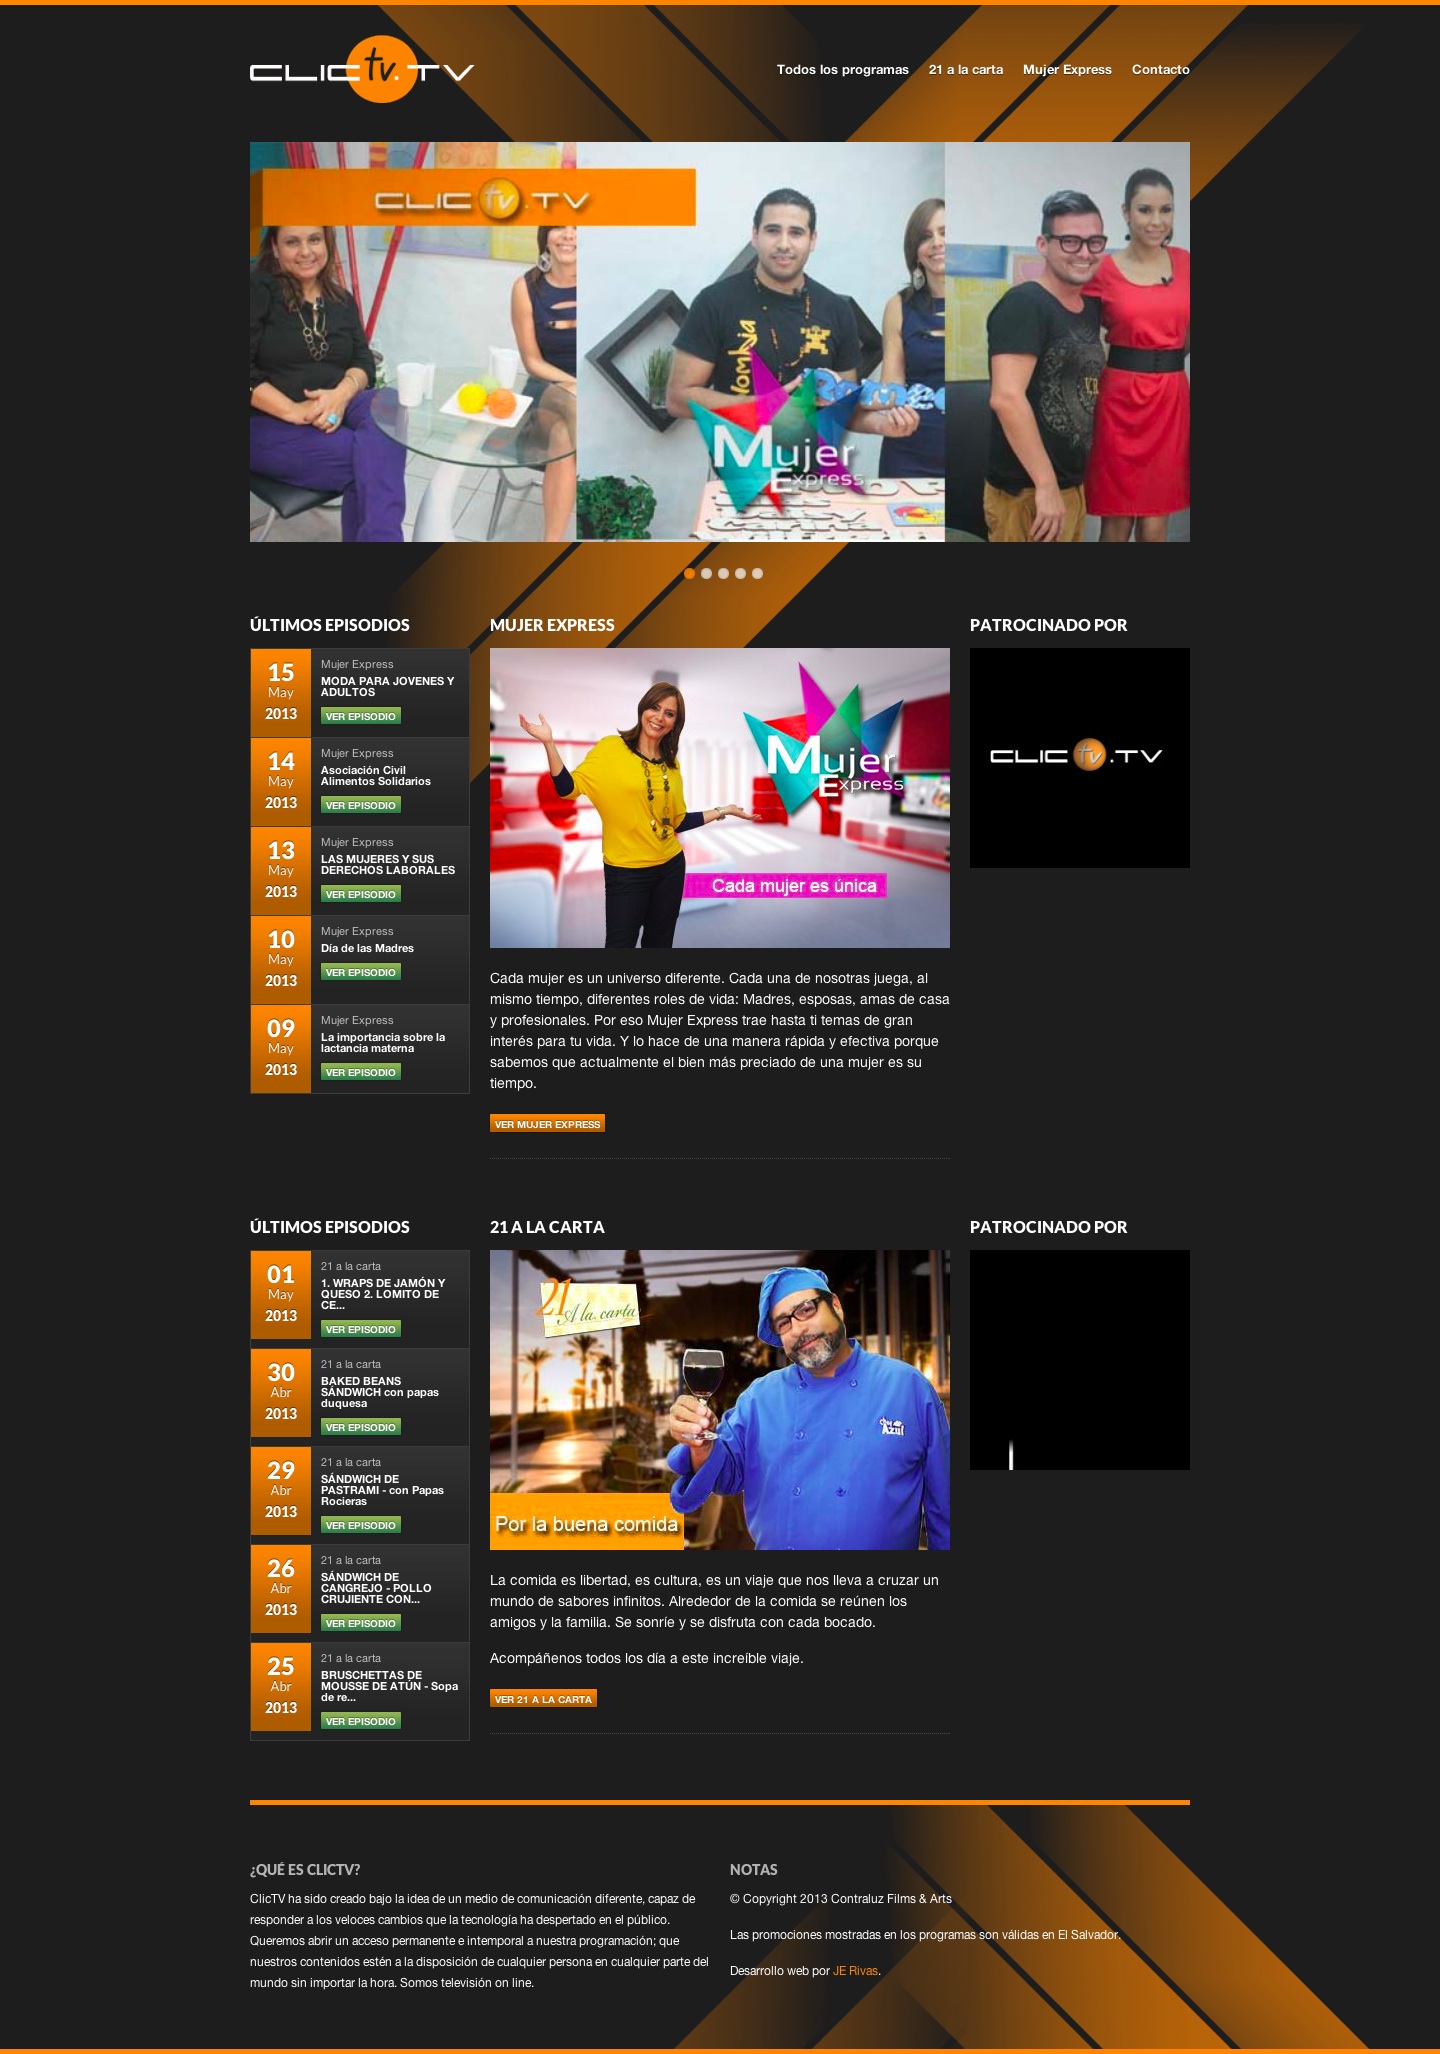 CLIC tv. TV
Todos los programas 21 a la carta Mujer Express Contacto
CLIC tv .TV
Mujer
Express
ÚLTIMOS EPISODIOS
15
May
2013
Mujer Express
MODA PARA JOVENES Y
ADULTOS
VER EPISODIO
14
May
2013
Mujer Express
Asociación Civil
Alimentos Solidarios
VER EPISODIO
13
May
2013
Mujer Express
LAS MUJERES Y SUS
DERECHOS LABORALES
VER EPISODIO
10
May
2013
Mujer Express
Día de las Madres
VER EPISODIO
09
May
2013
Mujer Express
La importancia sobre la
lactancia materna
VER EPISODIO
MUJER EXPRESS
Mujer
Express
Cada mujer es única
Cada mujer es un universo diferente. Cada una de nosotras juega, al
mismo tiempo, diferentes roles de vida: Madres, esposas, amas de casa
y profesionales. Por eso Mujer Express trae hasta ti temas de gran
interés para tu vida. Y lo hace de una manera rápida y efectiva porque
sabemos que actualmente el bien más preciado de una mujer es su
tiempo.
VER MUJER EXPRESS
PATROCINADO POR
CLIC tv .TV
ÚLTIMOS EPISODIOS
01
May
2013
21 a la carta
1. WRAPS DE JAMÓN Y
QUESO 2. LOMITO DE
CE...
VER EPISODIO
30
Abr
2013
21 a la carta
BAKED BEANS
SÁNDWICH con papas
duquesa
VER EPISODIO
29
Abr
2013
21 a la carta
SÁNDWICH DE
PASTRAMI - con Papas
Rocieras
VER EPISODIO
26
Abr
2013
21 a la carta
SÁNDWICH DE
CANGREJO - POLLO
CRUJIENTE CON...
VER EPISODIO
25
Abr
2013
21 a la carta
BRUSCHETTAS DE
MOUSSE DE ATÚN - Sopa
de re...
VER EPISODIO
21 A LA CARTA
21
A la carta
Azul
Por la buena comida
La comida es libertad, es cultura, es un viaje que nos lleva a cruzar un
mundo de sabores infinitos. Alrededor de la comida se reúnen los
amigos y la familia. Se sonríe y se disfruta con cada bocado.
Acompáñenos todos los día a este increíble viaje.
VER 21 A LA CARTA
PATROCINADO POR
¿QUÉ ES CLICTV?
ClicTV ha sido creado bajo la idea de un medio de comunicación diferente, capaz de
responder a los veloces cambios que la tecnología ha despertado en el público.
Queremos abrir un acceso permanente e intemporal a nuestra programación; que
nuestros contenidos estén a la disposición de cualquier persona en cualquier parte del
mundo sin importar la hora. Somos televisión on line.
NOTAS
© Copyright 2013 Contraluz Films & Arts
Las promociones mostradas en los programas son válidas en El Salvador.
Desarrollo web por JE Rivas.